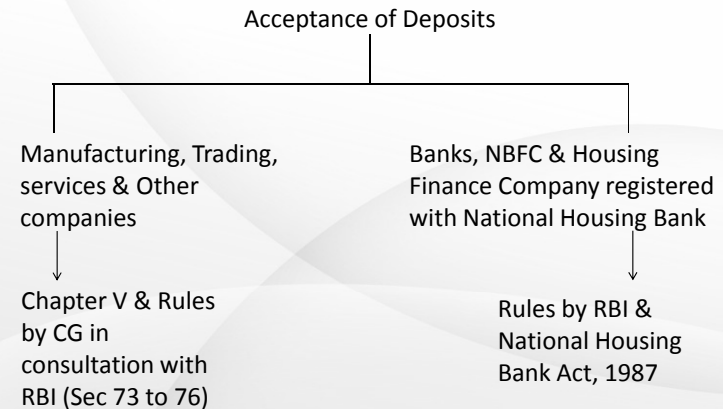 Acceptance of Deposits
Manufacturing, Trading,
services & Other
companies
Banks, NBFC & Housing
Finance Company registered
with National Housing Bank
Chapter V & Rules
by CG in
consultation with
RBI (Sec 73 to 76)
Rules by RBI &
National Housing
Bank Act, 1987